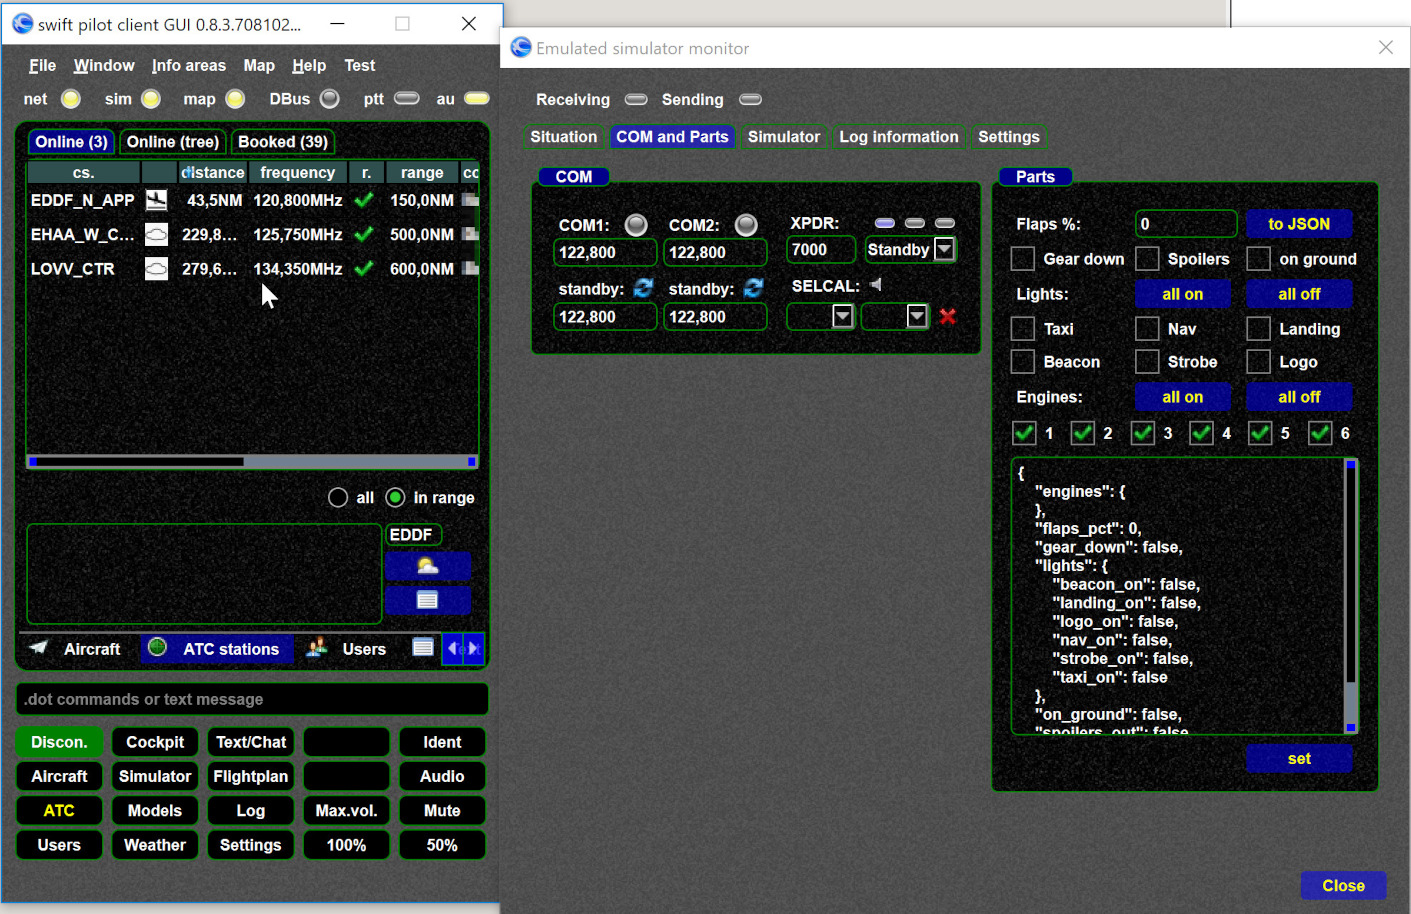 swift pilot client GUI 0.8.3.708102...
File Window Info areas Map Help Test
net sim map DBus ptt au
Online (3) Online (tree) Booked (39)
cs. distance frequency r. range co
EDDF_N_APP 43,5NM 120,800MHz 150,0NM
EHAA_W_C... 229,8... 125,750MHz 500,0NM
LOVV_CTR 279,6... 134,350MHz 600,0NM
all in range
EDDF
Aircraft ATC stations Users
.dot commands or text message
Discon. Cockpit Text/Chat Ident
Aircraft Simulator Flightplan Audio
ATC Models Log Max.vol. Mute
Users Weather Settings 100% 50%
Emulated simulator monitor
Receiving Sending
Situation COM and Parts Simulator Log information Settings
COM
COM1: COM2: XPDR:
122,800 122,800 7000 Standby
standby: standby: SELCAL:
122,800 122,800
Parts
Flaps %: 0 to JSON
Gear down Spoilers on ground
Lights: all on all off
Taxi Nav Landing
Beacon Strobe Logo
Engines: all on all off
1 2 3 4 5 6
{
"engines": {
},
"flaps_pct": 0,
"gear_down": false,
"lights": {
"beacon_on": false,
"landing_on": false,
"logo_on": false,
"nav_on": false,
"strobe_on": false,
"taxi_on": false
},
"on_ground": false,
"spoilers_out": false
set
Close